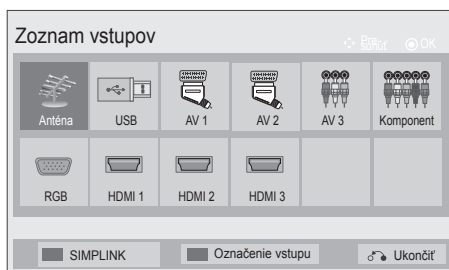 Zoznam vstupov
OK
Anténa USB AV 1 AV 2 AV 3 Komponent
RGB HDMI 1 HDMI 2 HDMI 3
SIMPLINK Označenie vstupu Ukončiť